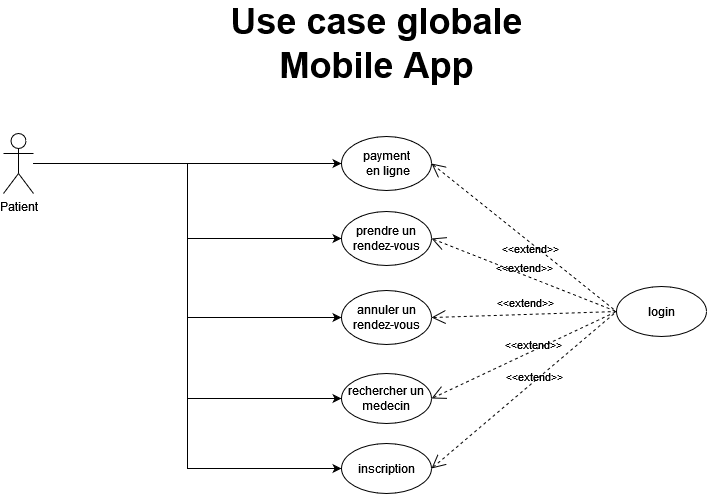 Use case globale
Mobile App
Patient
payment
en ligne
prendre un
rendez-vous
<<extend>>
<<extend>>
annuler un
rendez-vous
<<extend>>
login
<<extend>>
rechercher un
medecin
<<extend>>
inscription